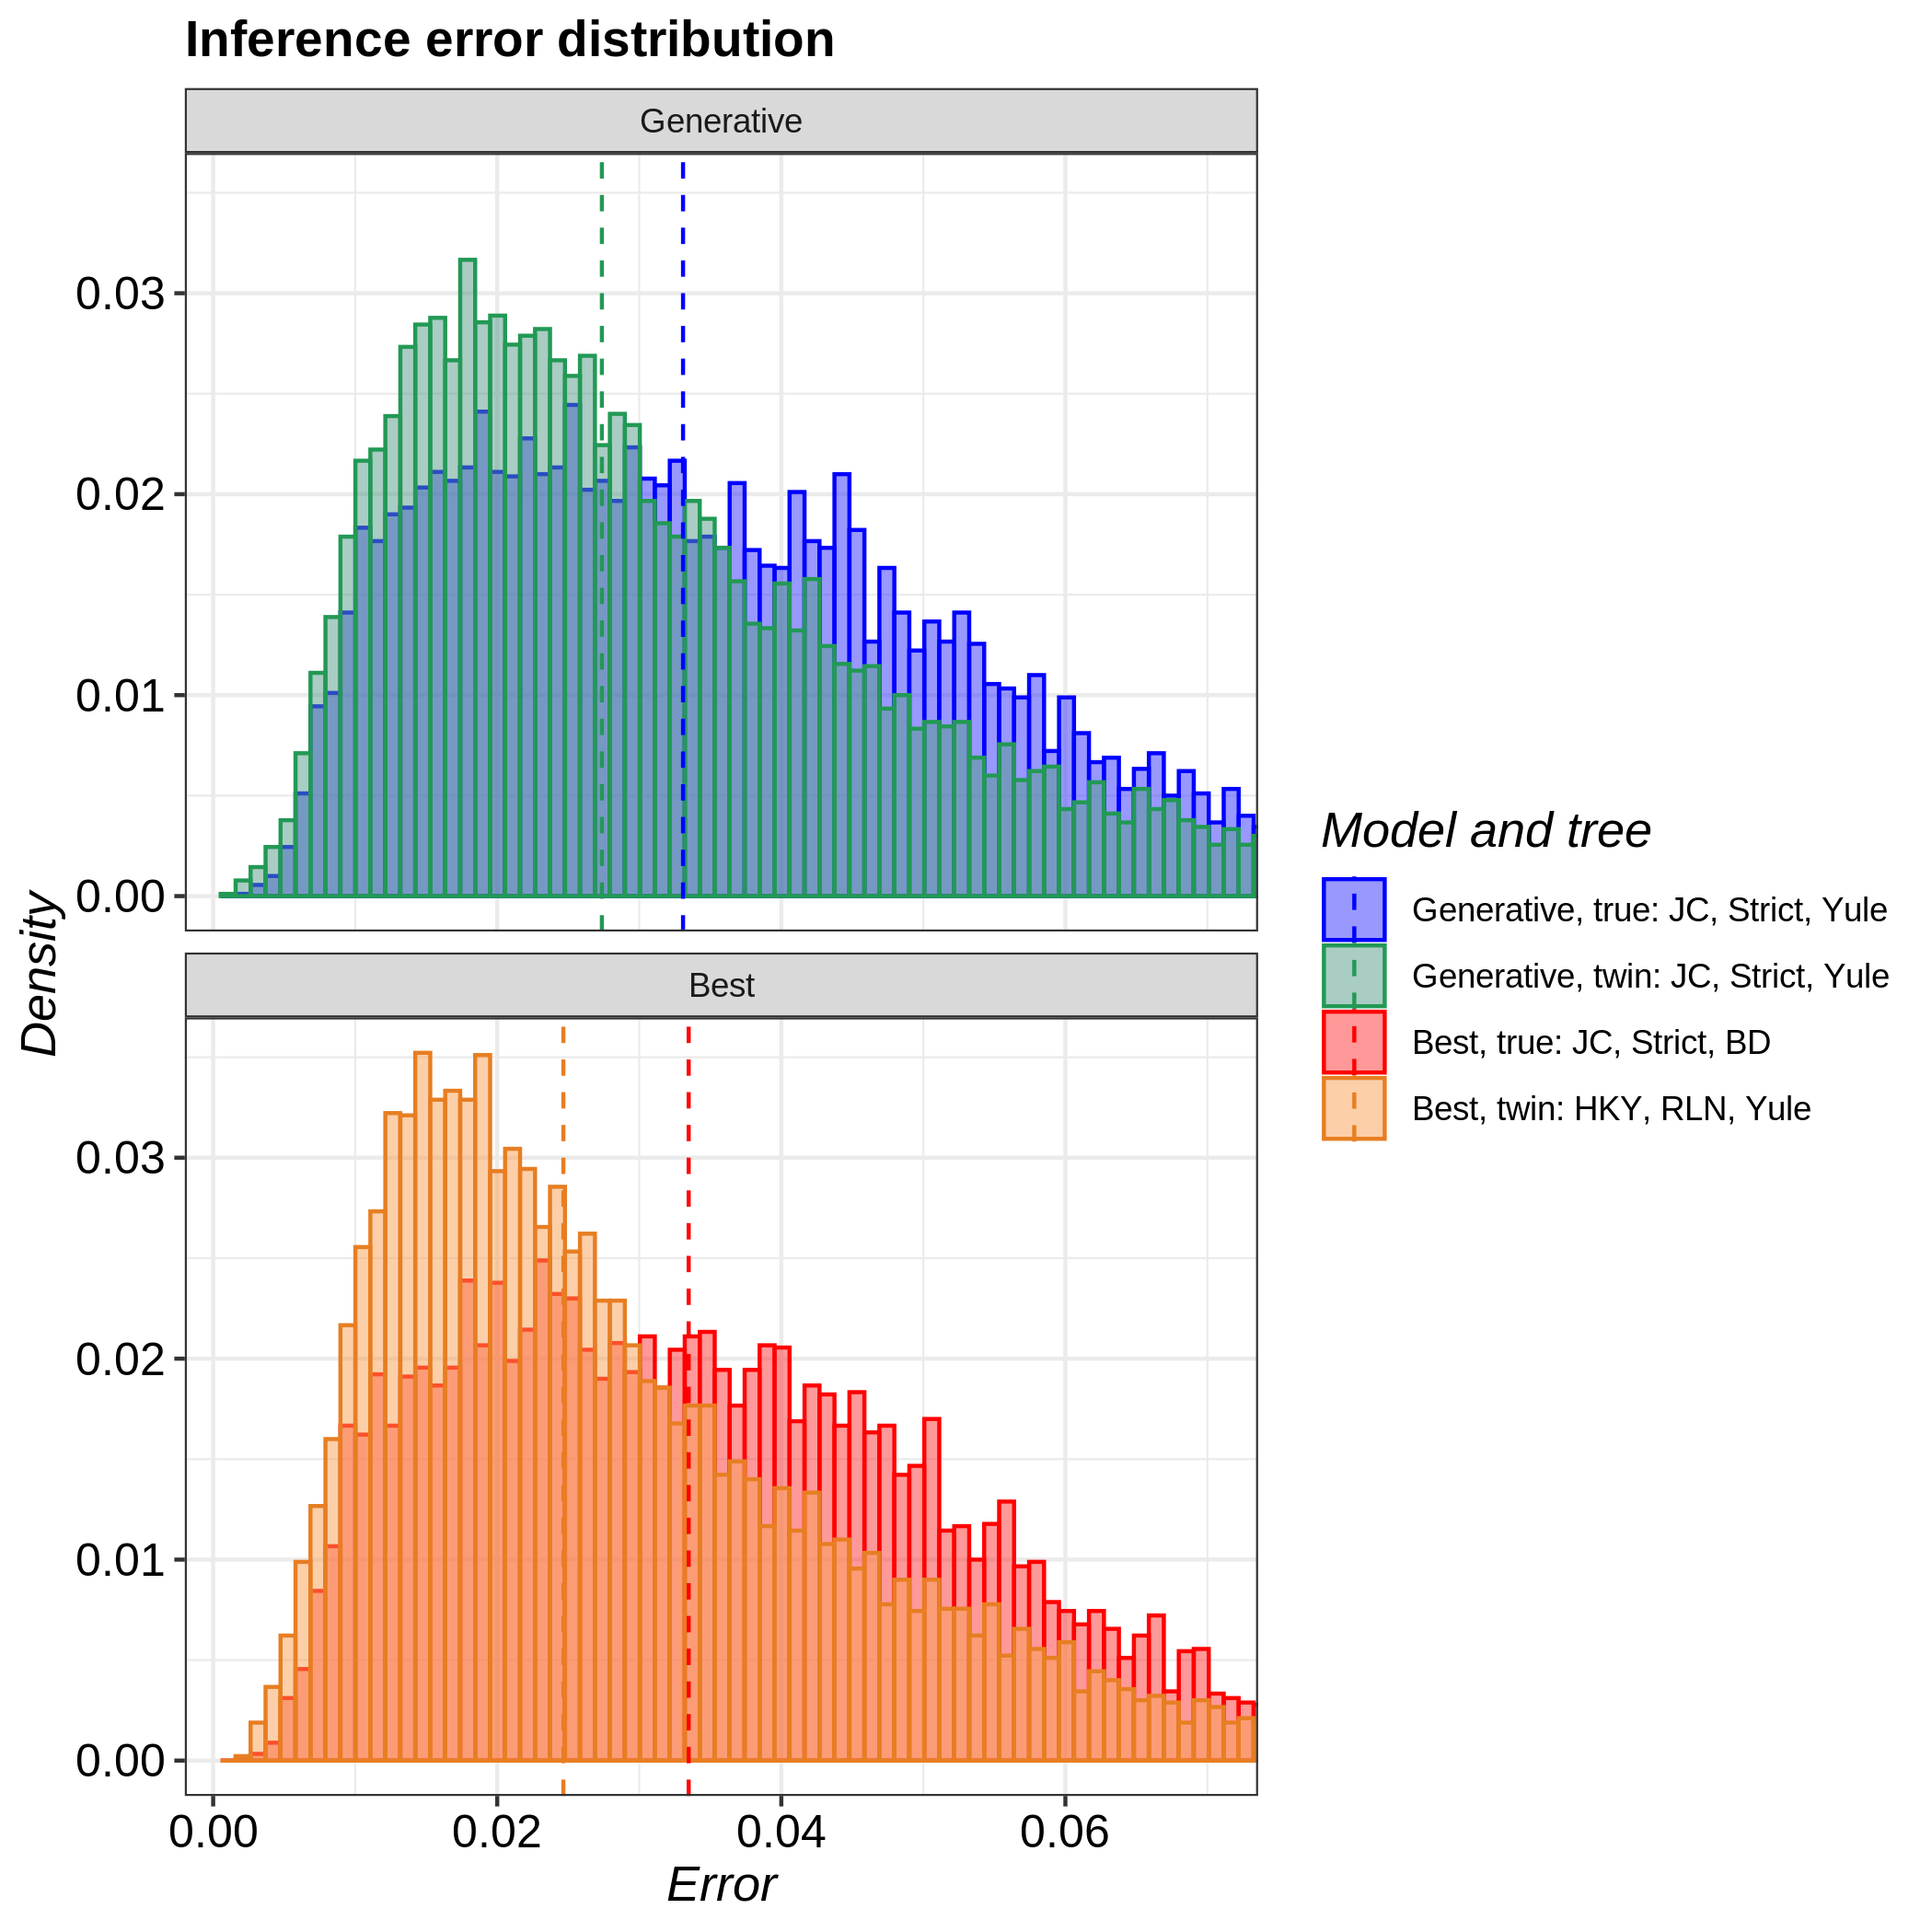 Inference error distribution
Generative
0.03
0.02
0.01
0.00
Best
0.03
0.02
0.01
0.00
0.00 0.02 0.04 0.06
Error
Density
Model and tree
Generative, true: JC, Strict, Yule
Generative, twin: JC, Strict, Yule
Best, true: JC, Strict, BD
Best, twin: HKY, RLN, Yule